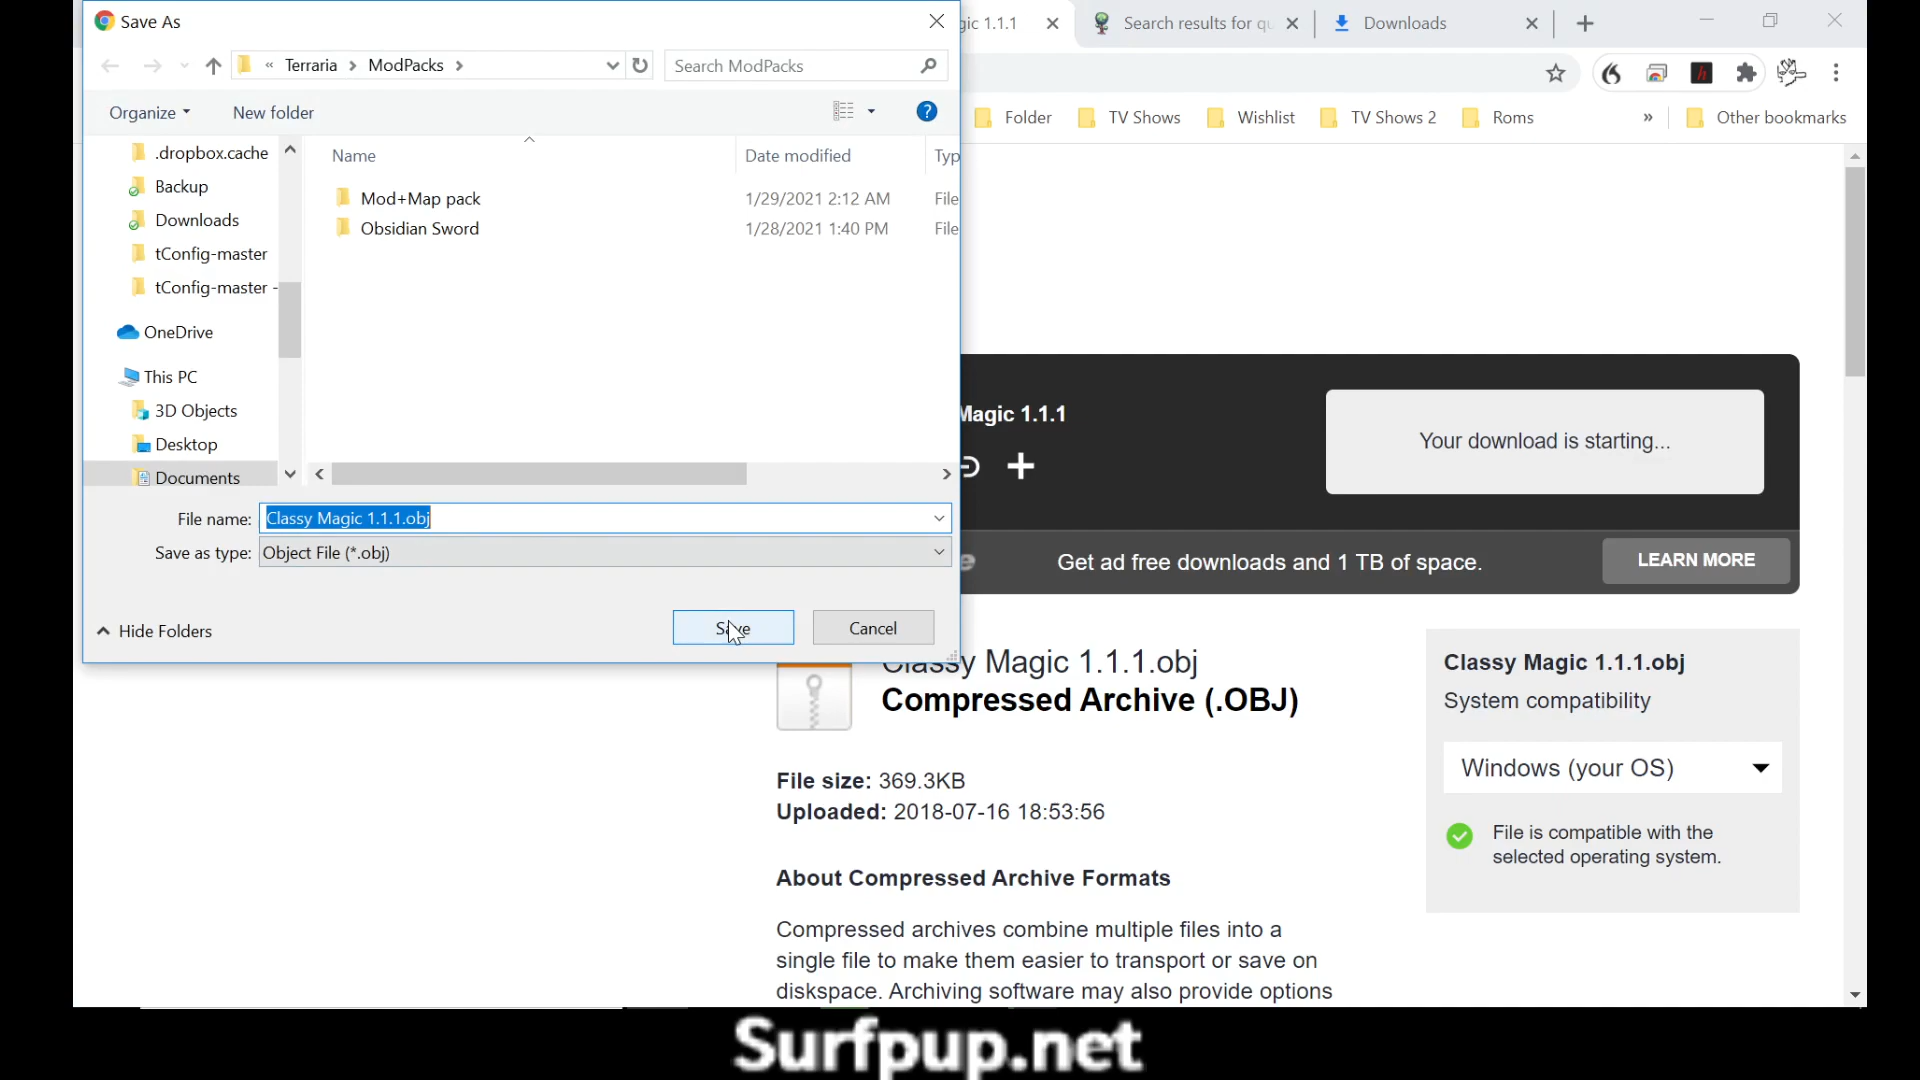 Save As
« Terraria > ModPacks >
Search ModPacks
Organize
New folder
.dropbox.cache
Backup
Downloads
tConfig-master
tConfig-master -
OneDrive
This PC
3D Objects
Desktop
Documents
Name
Date modified
Typ
Mod+Map pack
1/29/2021 2:12 AM
File
Obsidian Sword
1/28/2021 1:40 PM
File
File name: Classy Magic 1.1.1.obj
Save as type: Object File (*.obj)
Hide Folders
Save
Cancel
gic 1.1.1
Search results for qu
Downloads
Folder
TV Shows
Wishlist
TV Shows 2
Roms
»
Other bookmarks
Magic 1.1.1
Your download is starting...
Get ad free downloads and 1 TB of space.
LEARN MORE
Classy Magic 1.1.1.obj
Compressed Archive (.OBJ)
File size: 369.3KB
Uploaded: 2018-07-16 18:53:56
About Compressed Archive Formats
Compressed archives combine multiple files into a
single file to make them easier to transport or save on
diskspace. Archiving software may also provide options
Classy Magic 1.1.1.obj
System compatibility
Windows (your OS)
File is compatible with the
selected operating system.
Surfpup.net